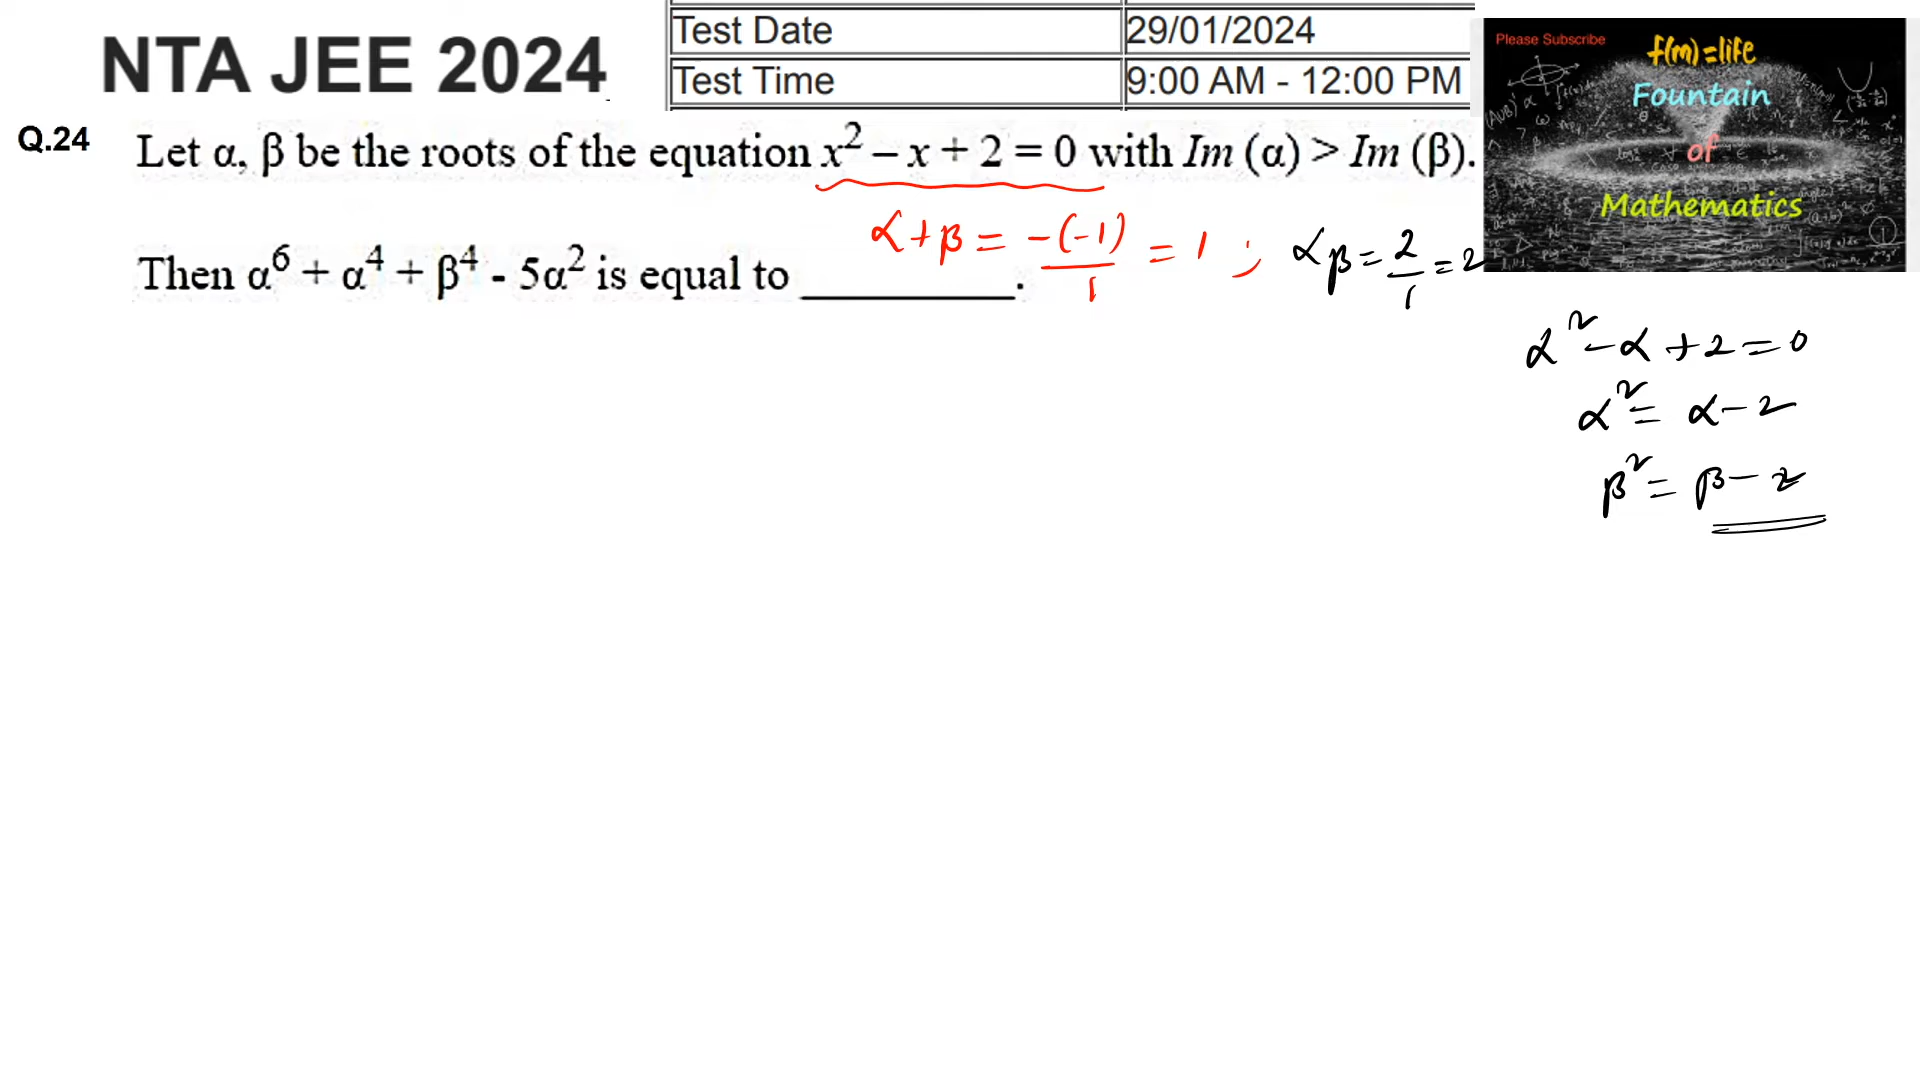 NTA JEE 2024
Test Date 29/01/2024
Test Time 9:00 AM - 12:00 PM
Please Subscribe
f(m)=life
Fountain
of
Mathematics
Q.24 Let α, β be the roots of the equation x² – x + 2 = 0 with Im (α) > Im (β).
α+β = -(-1)/1 = 1 ; αβ = 2/1 = 2
Then α⁶ + α⁴ + β⁴ - 5α² is equal to __________.
α² - α + 2 = 0
α² = α - 2
β² = β - 2